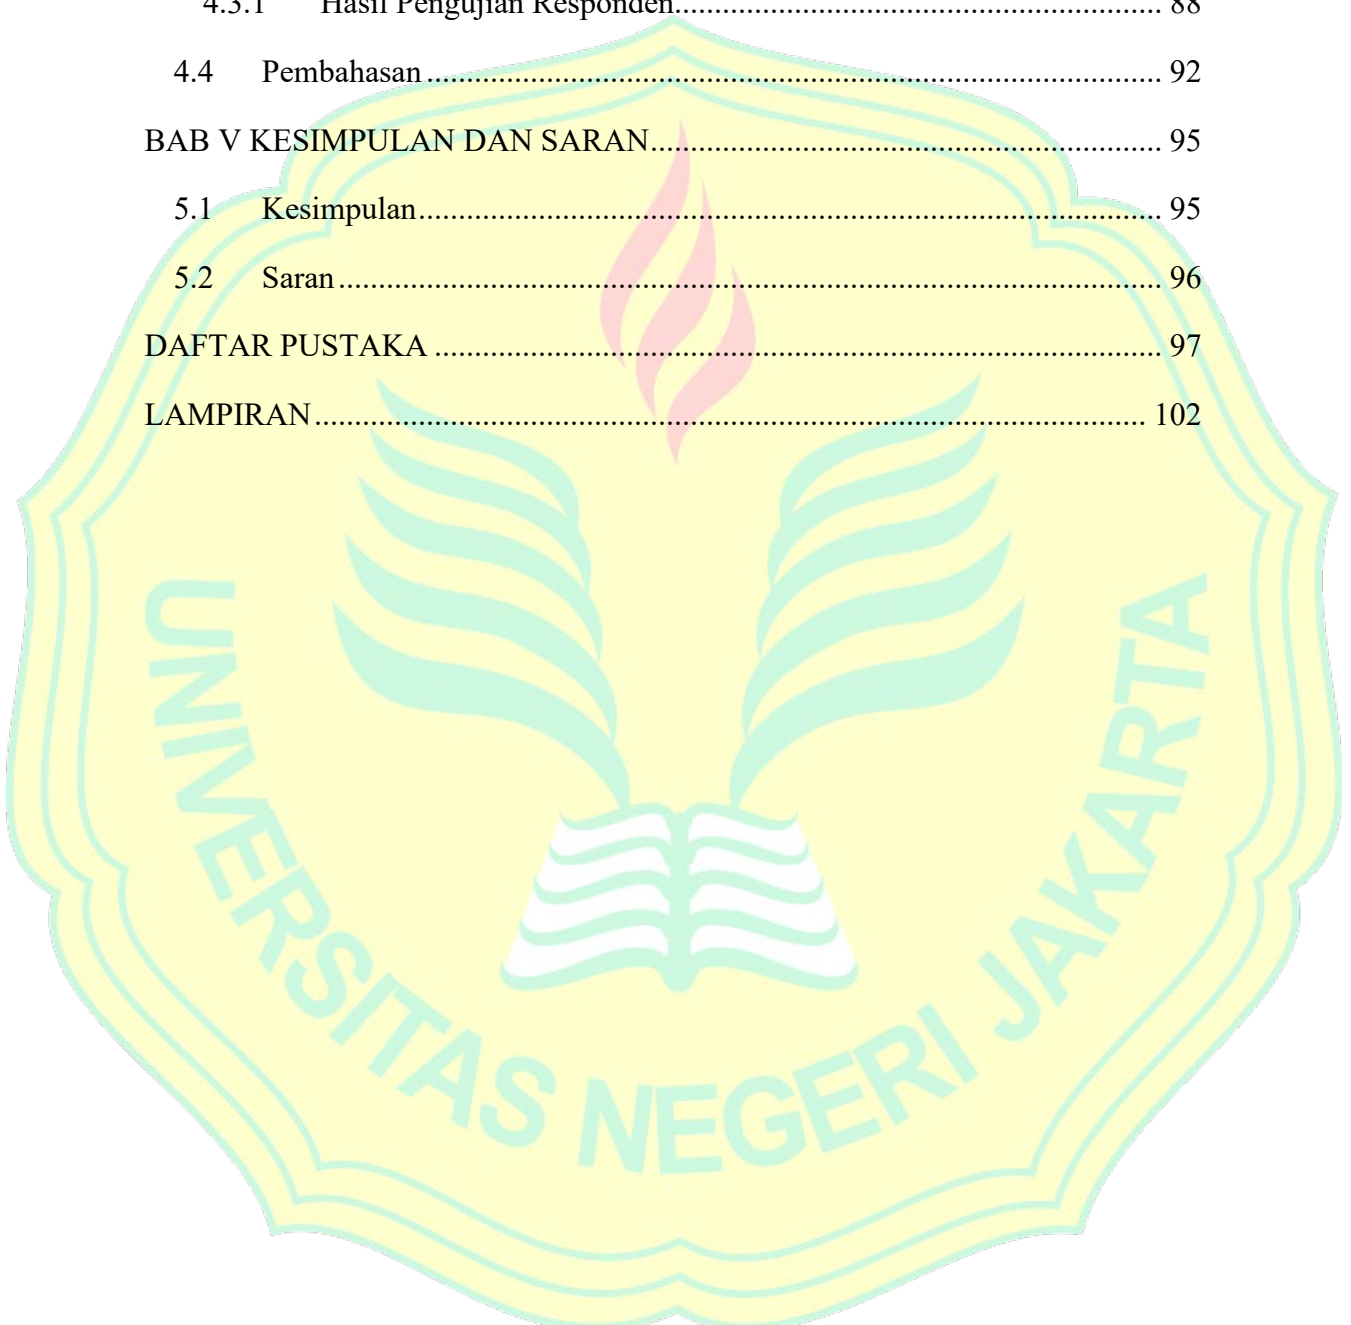 4.3.1 Hasil Pengujian Responden........................................................... 88
4.4 Pembahasan........................................................................................... 92
BAB V KESIMPULAN DAN SARAN............................................................... 95
5.1 Kesimpulan............................................................................................ 95
5.2 Saran...................................................................................................... 96
DAFTAR PUSTAKA.......................................................................................... 97
LAMPIRAN....................................................................................................... 102
UNIVERSITAS NEGERI JAKARTA